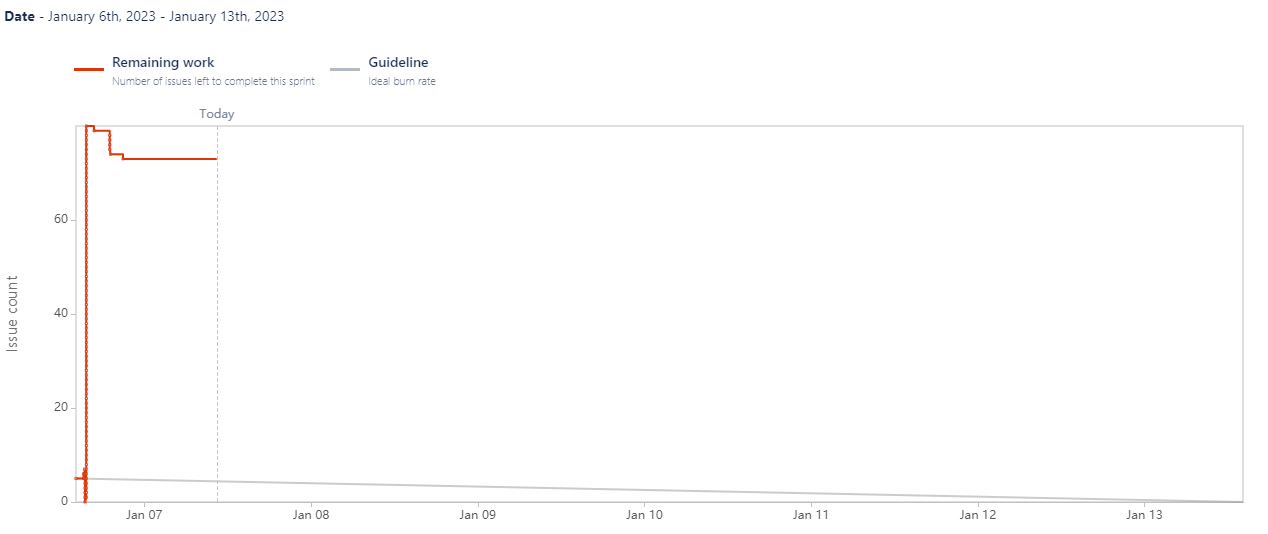 Date - January 6th, 2023 - January 13th, 2023
Remaining work
Number of issues left to complete this sprint
Guideline
Ideal burn rate
Today
Issue count
60
40
20
0
Jan 07
Jan 08
Jan 09
Jan 10
Jan 11
Jan 12
Jan 13